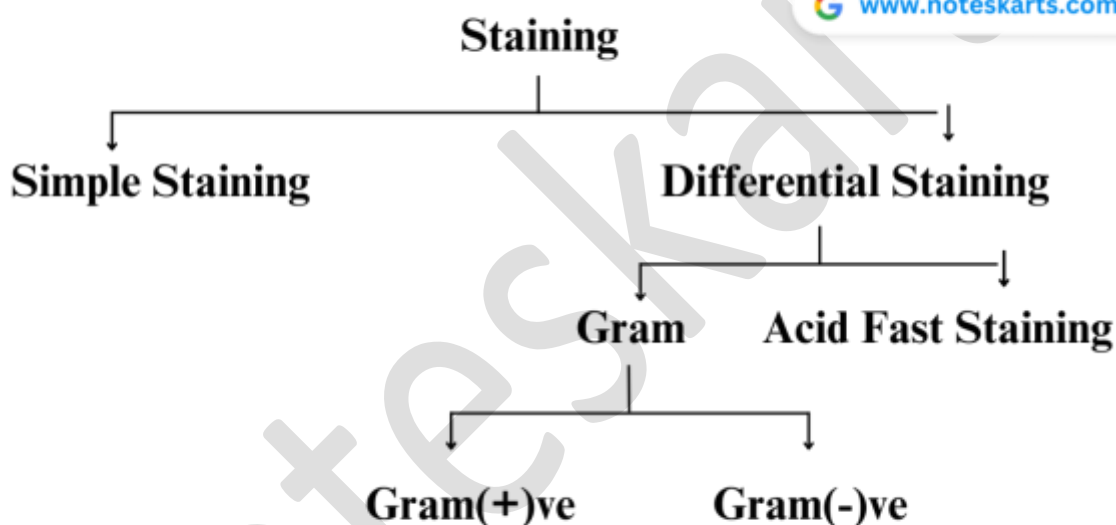 www.noteskarts.com
Staining
Simple Staining
Differential Staining
Gram
Acid Fast Staining
Gram(+)ve
Gram(-)ve